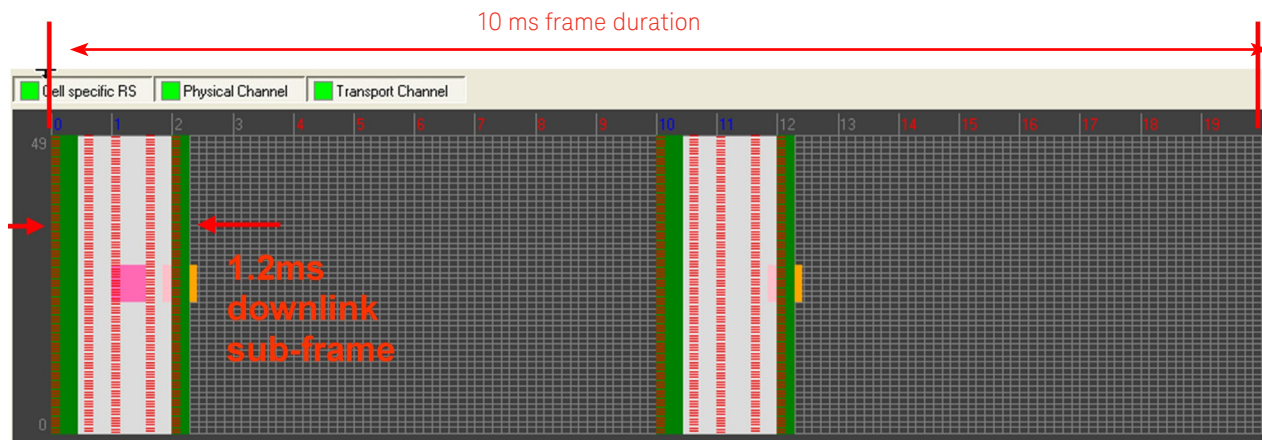 10 ms frame duration
Cell specific RS Physical Channel Transport Channel
0 1 2 3 4 5 6 7 8 9 10 11 12 13 14 15 16 17 18 19
49
1.2ms
downlink
sub-frame
0